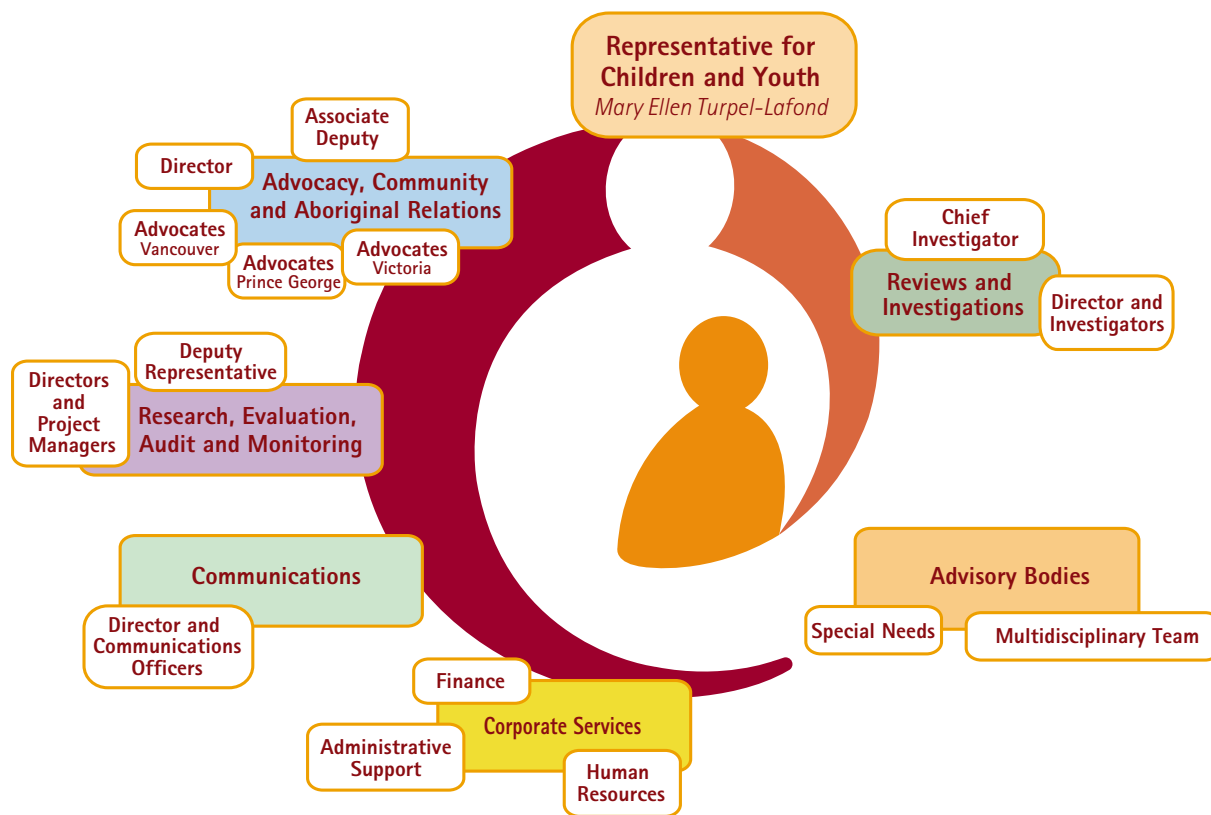 Representative for
Children and Youth
Mary Ellen Turpel-Lafond
Associate
Deputy
Director
Advocacy, Community
and Aboriginal Relations
Advocates
Vancouver
Advocates
Prince George
Advocates
Victoria
Chief
Investigator
Reviews and
Investigations
Director and
Investigators
Deputy
Representative
Directors
and
Project
Managers
Research, Evaluation,
Audit and Monitoring
Communications
Director and
Communications
Officers
Advisory Bodies
Special Needs
Multidisciplinary Team
Finance
Corporate Services
Administrative
Support
Human
Resources